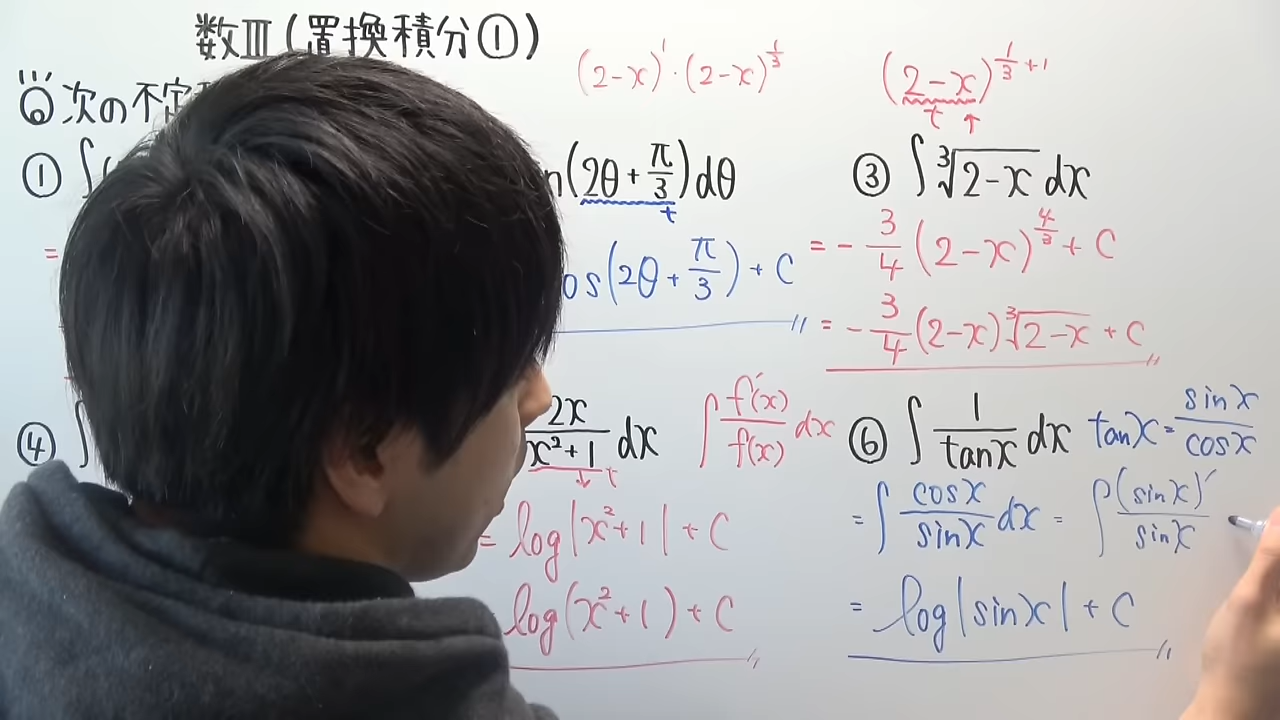 数Ⅲ (置換積分①)
(2-x)¹·(2-x)^{1/3}
(2-x)^{1/3+1}
t ↑
Q 次の不定
① ∫
n(2θ+π/3)dθ
t
③ ∫ ∛(2-x) dx
=
os(2θ+π/3)+C
= -3/4 (2-x)^{4/3}+C
= -3/4 (2-x)∛(2-x)+C
④ ∫
2x/(x²+1) dx
↓ t
∫ f'(x)/f(x) dx
⑥ ∫ 1/tanx dx
tanx = sinx/cosx
= ∫ cosx/sinx dx = ∫ (sinx)'/sinx
= log|x²+1|+C
log(x²+1)+C
= log|sinx|+C